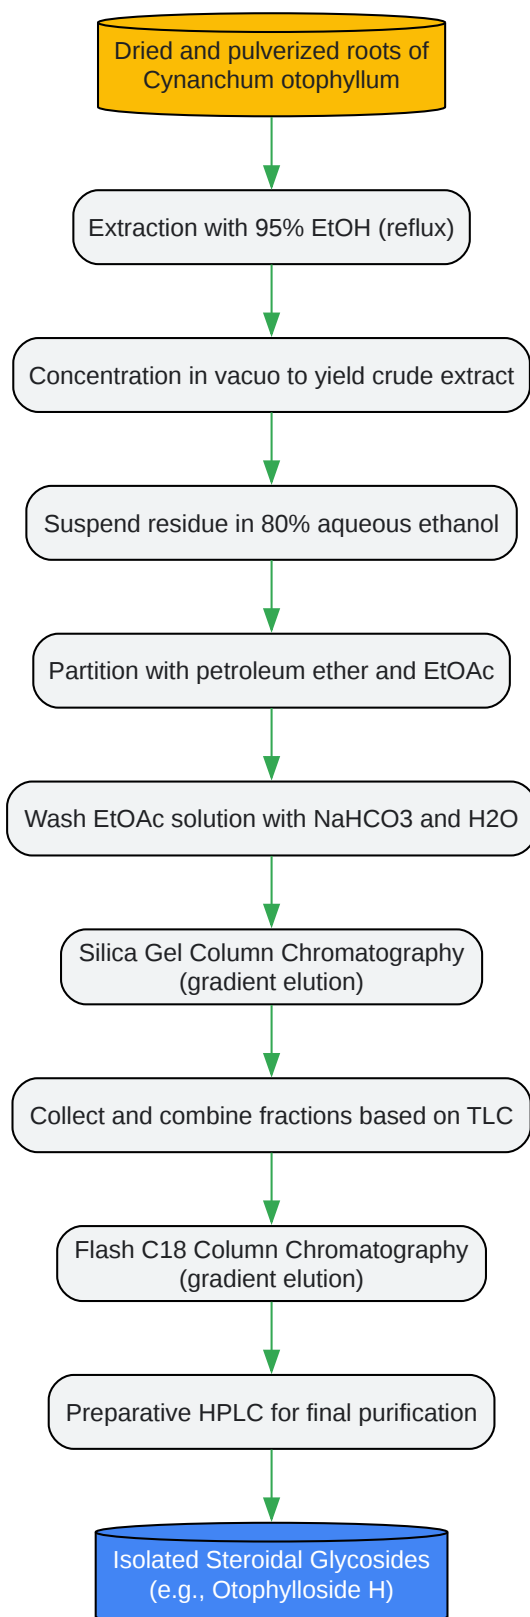 Dried and pulverized roots of
Cynanchum otophyllum
Extraction with 95% EtOH (reflux)
Concentration in vacuo to yield crude extract
Suspend residue in 80% aqueous ethanol
Partition with petroleum ether and EtOAc
Wash EtOAc solution with NaHCO3 and H2O
Silica Gel Column Chromatography
(gradient elution)
Collect and combine fractions based on TLC
Flash C18 Column Chromatography
(gradient elution)
Preparative HPLC for final purification
Isolated Steroidal Glycosides
(e.g., Otophylloside H)